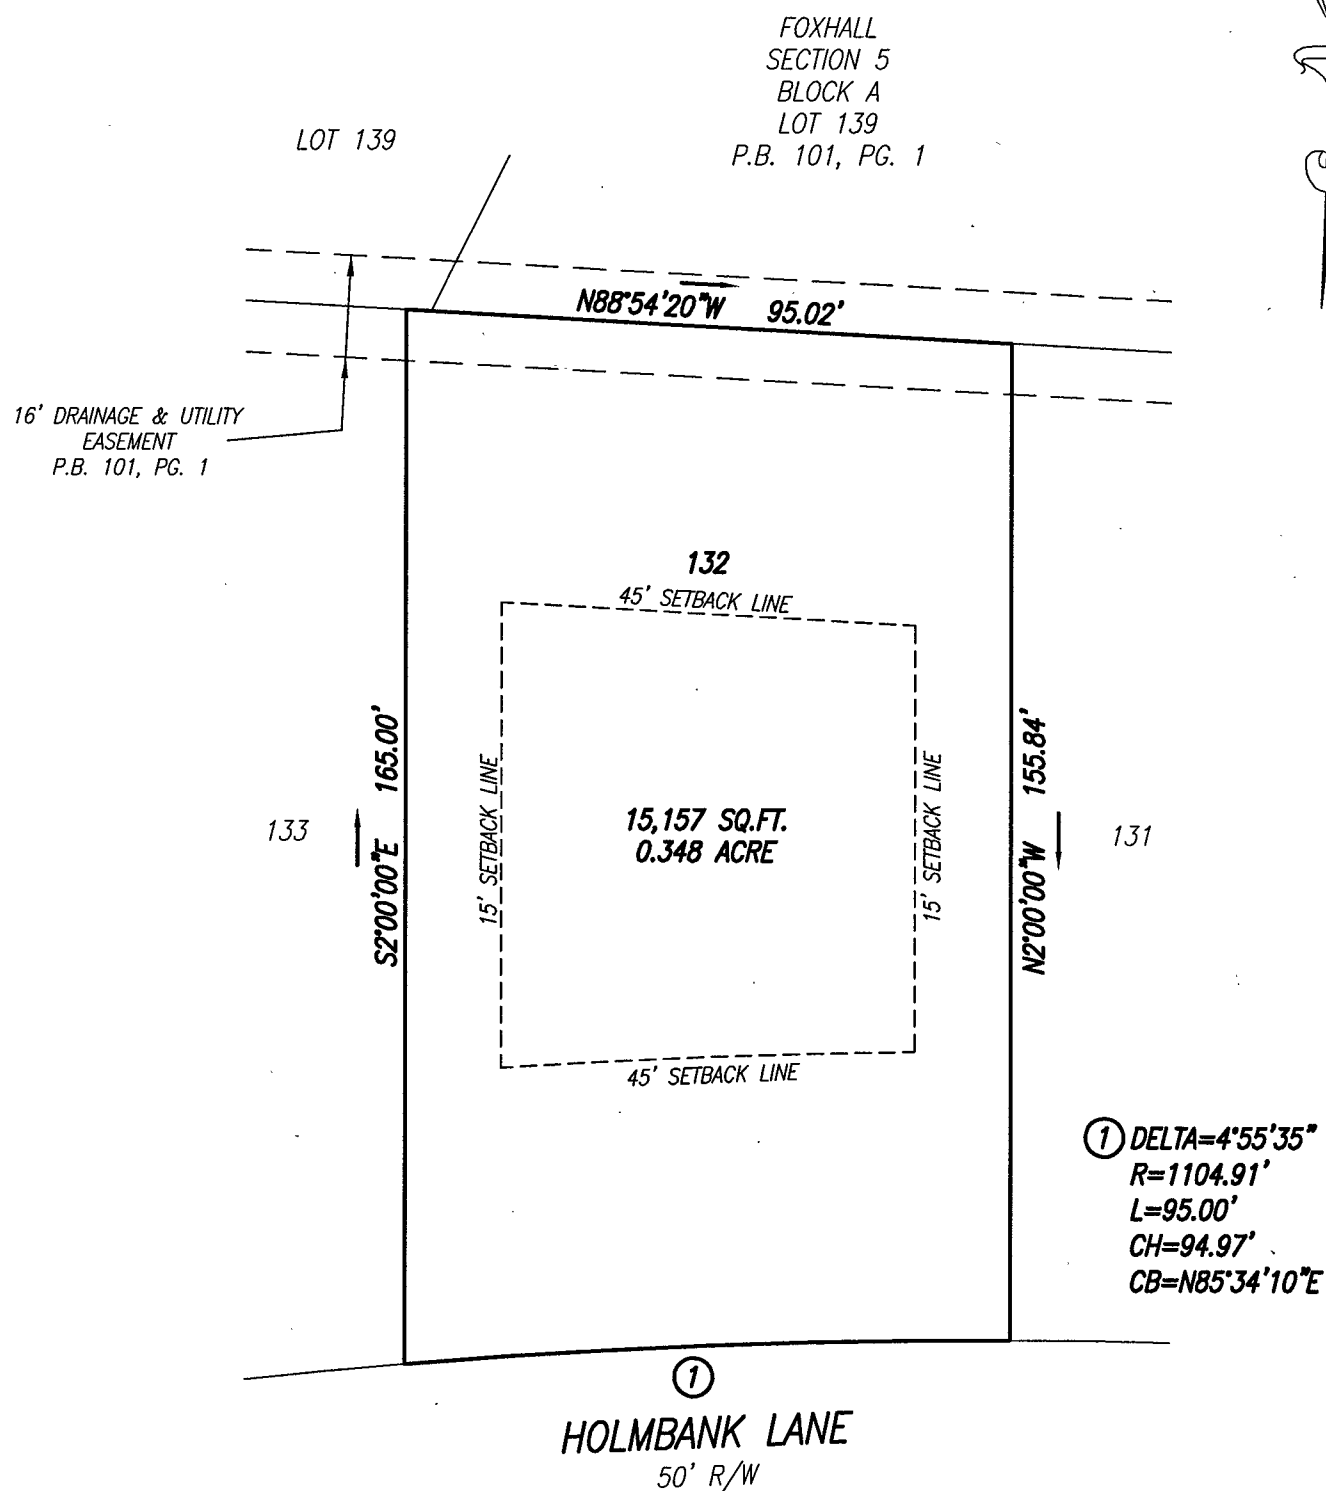 FOXHALL
SECTION 5
BLOCK A
LOT 139
P.B. 101, PG. 1
LOT 139
N88°54'20"W 95.02'
16' DRAINAGE & UTILITY
EASEMENT
P.B. 101, PG. 1
132
45' SETBACK LINE
S2°00'00"E 165.00'
15' SETBACK LINE
133
15,157 SQ.FT.
0.348 ACRE
15' SETBACK LINE
N2°00'00"W 155.84'
131
45' SETBACK LINE
1 DELTA=4°55'35"
R=1104.91'
L=95.00'
CH=94.97'
CB=N85°34'10"E
1
HOLMBANK LANE
50' R/W